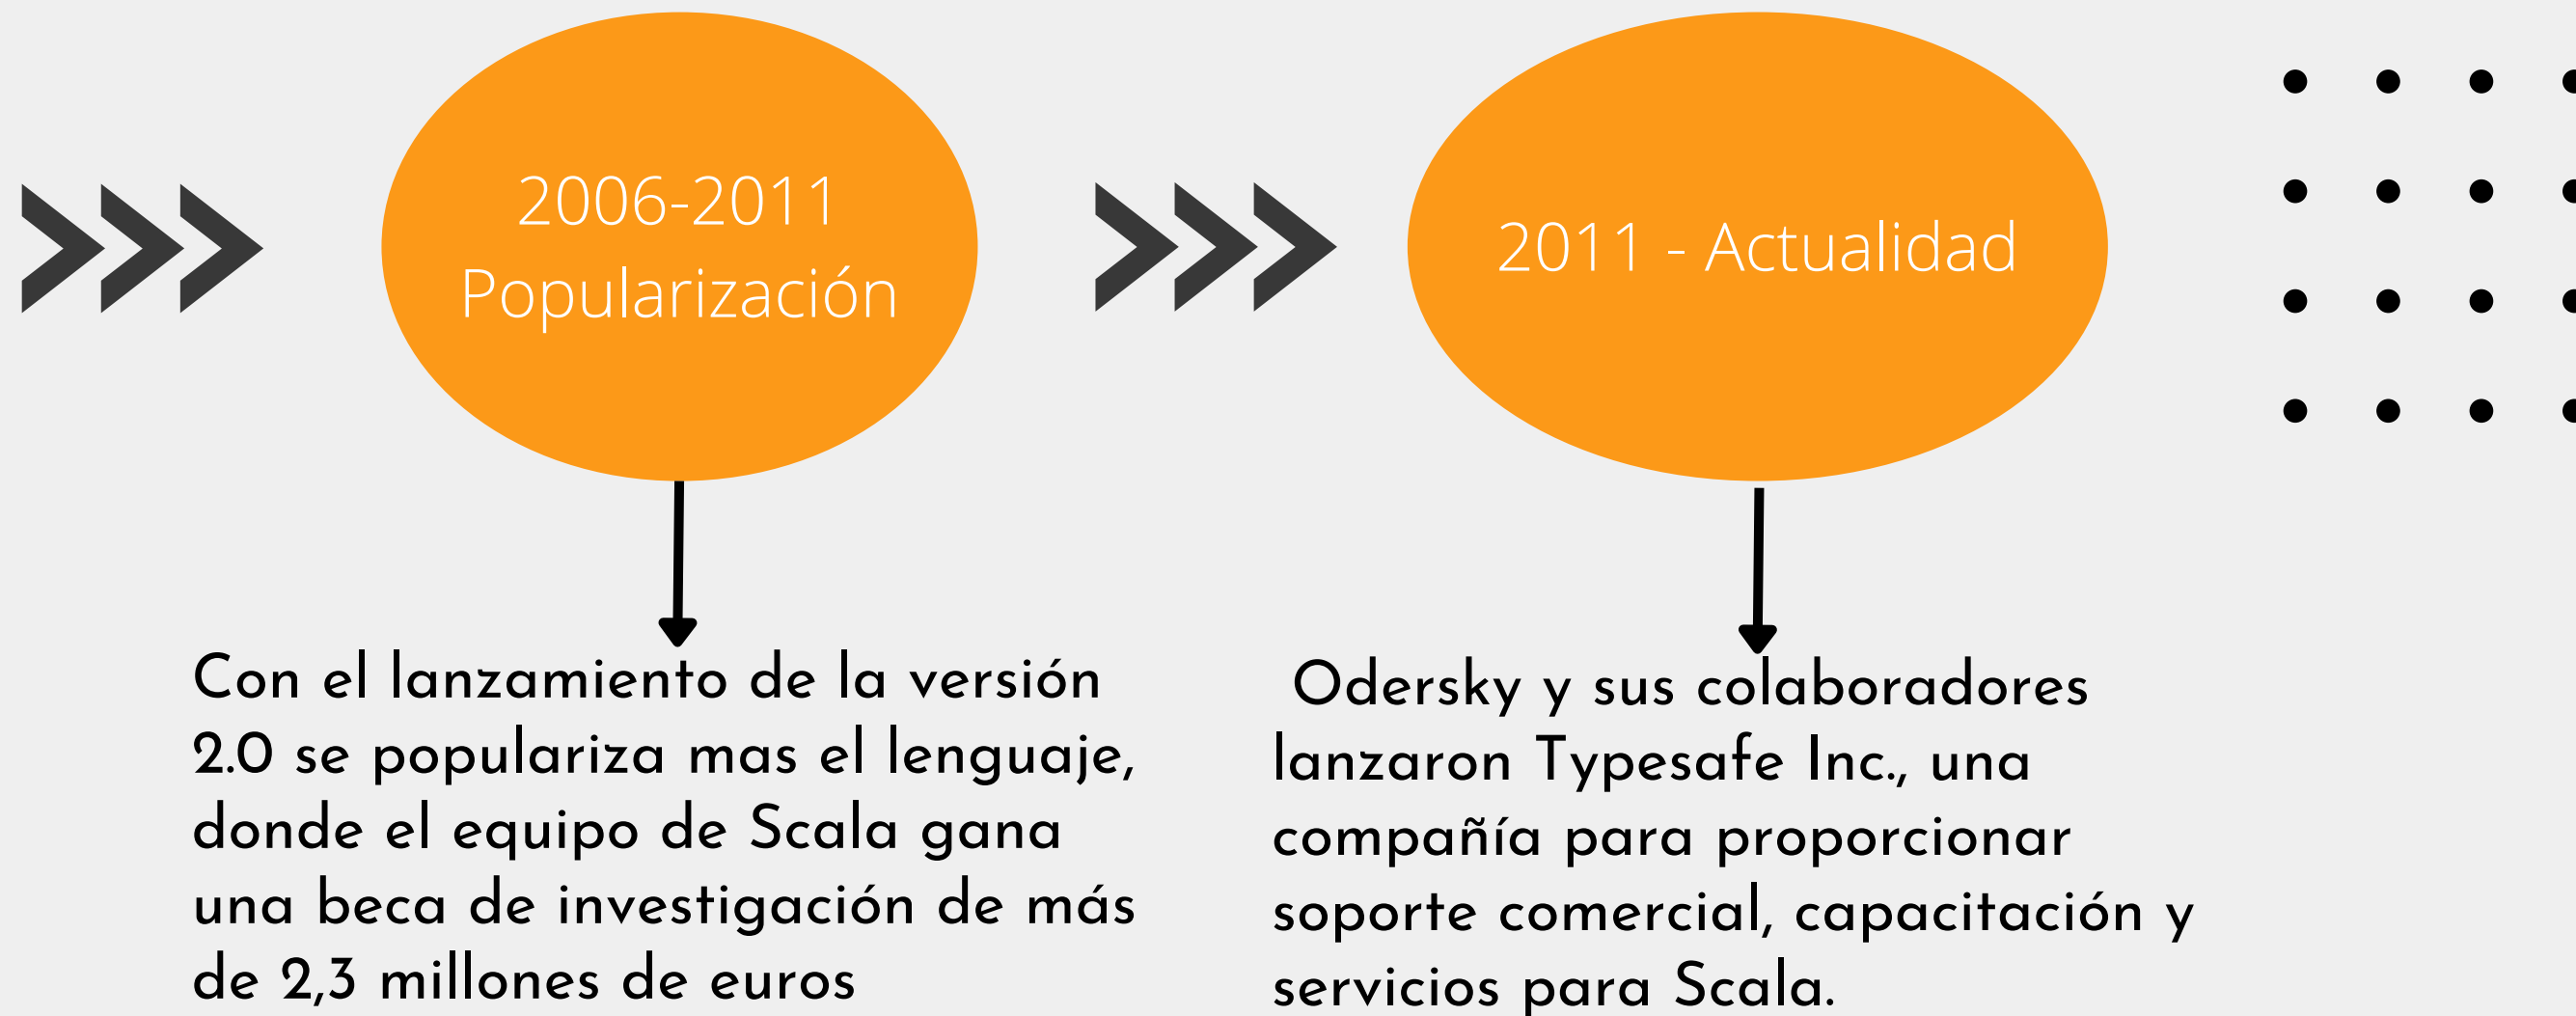 2006-2011
Popularización
2011 - Actualidad
Con el lanzamiento de la versión
2.0 se populariza mas el lenguaje,
donde el equipo de Scala gana
una beca de investigación de más
de 2,3 millones de euros
Odersky y sus colaboradores
lanzaron Typesafe Inc., una
compañía para proporcionar
soporte comercial, capacitación y
servicios para Scala.